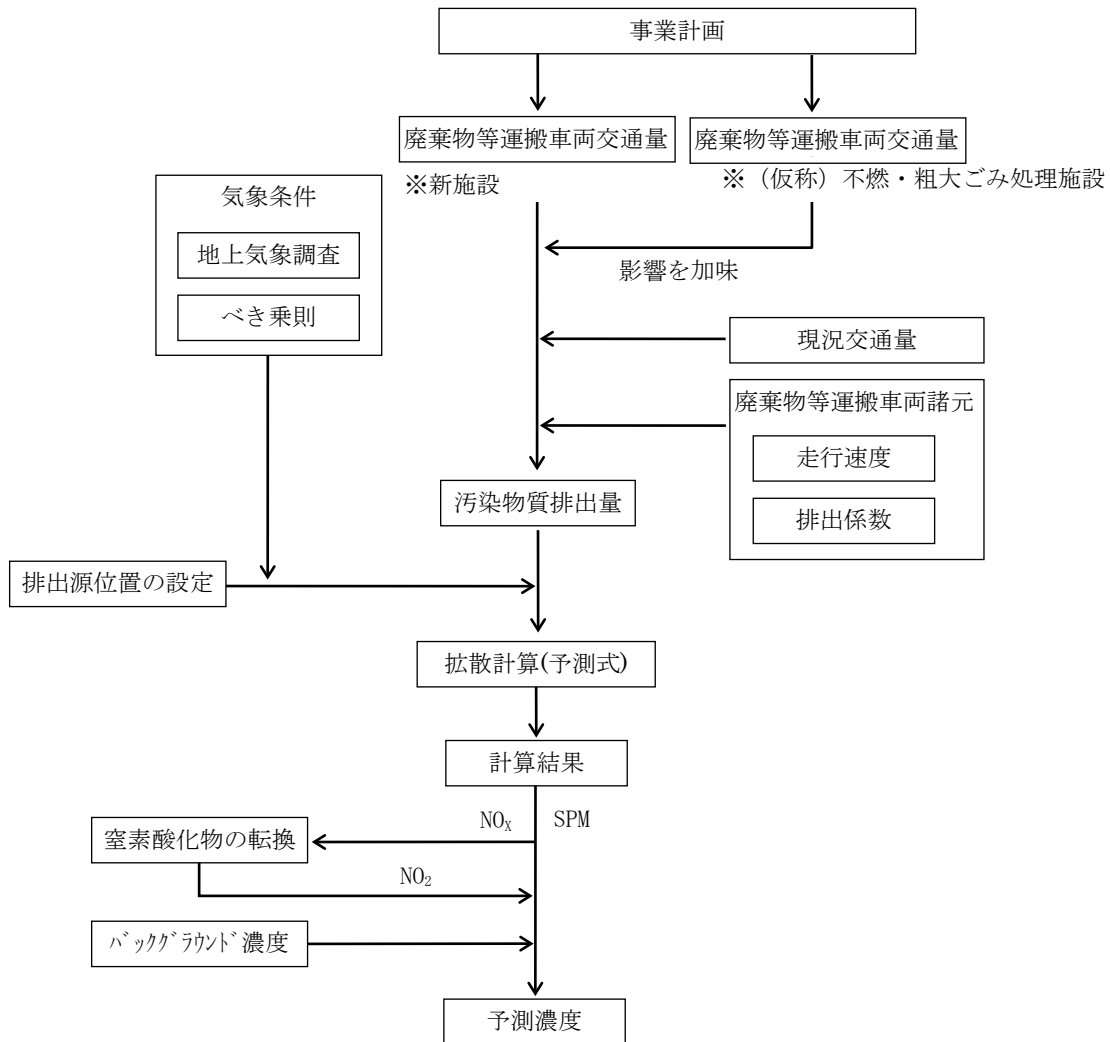 事業計画
廃棄物等運搬車両交通量
※新施設
廃棄物等運搬車両交通量
※（仮称）不燃・粗大ごみ処理施設
気象条件
地上気象調査
べき乗則
影響を加味
現況交通量
廃棄物等運搬車両諸元
走行速度
排出係数
汚染物質排出量
排出源位置の設定
拡散計算(予測式)
計算結果
NOX
SPM
窒素酸化物の転換
NO2
ﾊﾞｯｸｸﾞﾗｳﾝﾄﾞ濃度
予測濃度